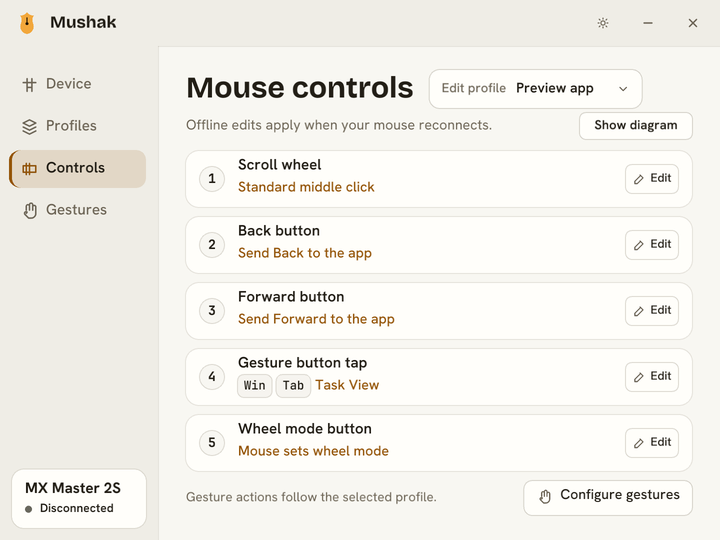 Mushak
Device
Profiles
Controls
Gestures
MX Master 2S
Disconnected
Mouse controls
Edit profile Preview app
Offline edits apply when your mouse reconnects.
Show diagram
1
Scroll wheel
Standard middle click
Edit
2
Back button
Send Back to the app
Edit
3
Forward button
Send Forward to the app
Edit
4
Gesture button tap
Win Tab Task View
Edit
5
Wheel mode button
Mouse sets wheel mode
Edit
Gesture actions follow the selected profile.
Configure gestures